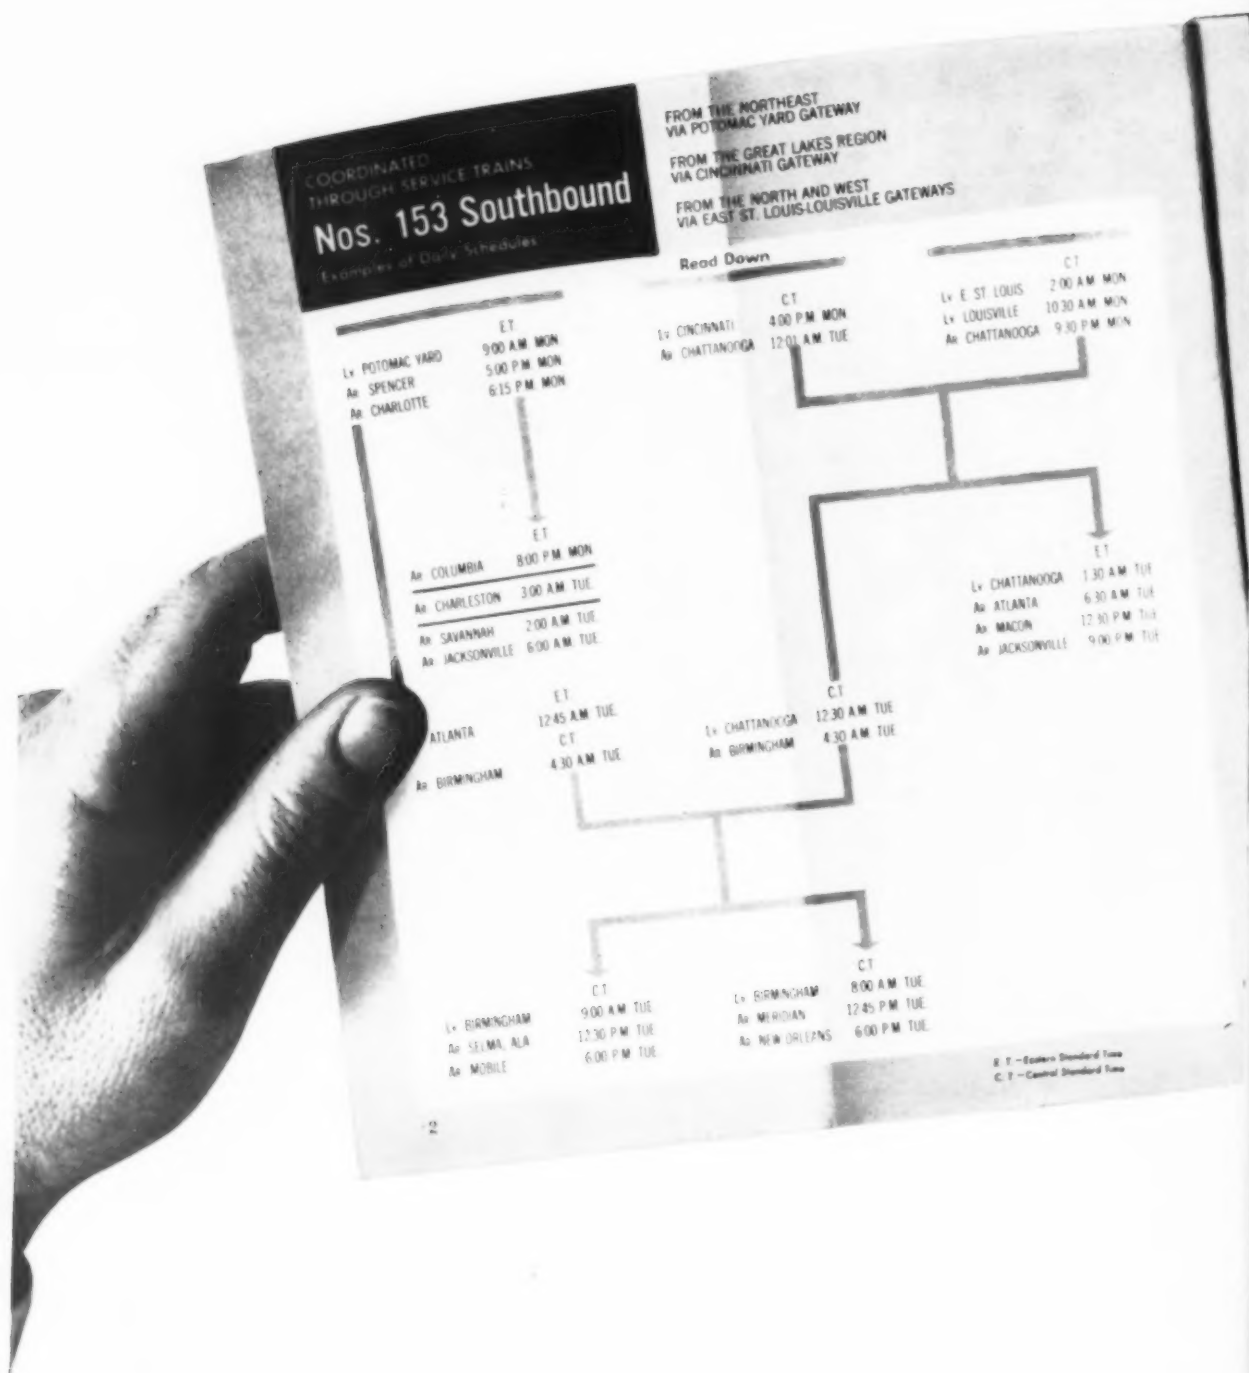 COORDINATED
THROUGH SERVICE TRAINS
Nos. 153 Southbound
Examples of Daily Schedules
FROM THE NORTHEAST
VIA POTOMAC YARD GATEWAY
FROM THE GREAT LAKES REGION
VIA CINCINNATI GATEWAY
FROM THE NORTH AND WEST
VIA EAST ST. LOUIS-LOUISVILLE GATEWAYS
Read Down
E.T.
Lv POTOMAC YARD 9:00 A.M. MON
Ar SPENCER 5:00 P.M. MON
Ar CHARLOTTE 6:15 P.M. MON
C.T.
Lv CINCINNATI 4:00 P.M. MON
Ar CHATTANOOGA 12:01 A.M. TUE.
C.T.
Lv E. ST. LOUIS 2:00 A.M. MON
Lv LOUISVILLE 10:30 A.M. MON
Ar CHATTANOOGA 9:30 P.M. MON
E.T.
Ar COLUMBIA 8:00 P.M. MON
Ar CHARLESTON 3:00 A.M. TUE.
Ar SAVANNAH 2:00 A.M. TUE.
Ar JACKSONVILLE 6:00 A.M. TUE.
E.T.
Lv CHATTANOOGA 1:30 A.M. TUE
Ar ATLANTA 6:30 A.M. TUE
Ar MACON 12:30 P.M. TUE
Ar JACKSONVILLE 9:00 P.M. TUE
E.T.
ATLANTA 12:45 A.M. TUE.
C.T.
Ar BIRMINGHAM 4:30 A.M. TUE.
C.T.
Lv CHATTANOOGA 12:30 A.M. TUE
Ar BIRMINGHAM 4:30 A.M. TUE.
C.T.
Lv BIRMINGHAM 9:00 A.M. TUE.
Ar SELMA, ALA 12:30 P.M. TUE.
Ar MOBILE 6:00 P.M. TUE.
C.T.
Lv BIRMINGHAM 8:00 A.M. TUE.
Ar MERIDIAN 12:45 P.M. TUE.
Ar NEW ORLEANS 6:00 P.M. TUE.
E. T. — Eastern Standard Time
C. T. — Central Standard Time
2